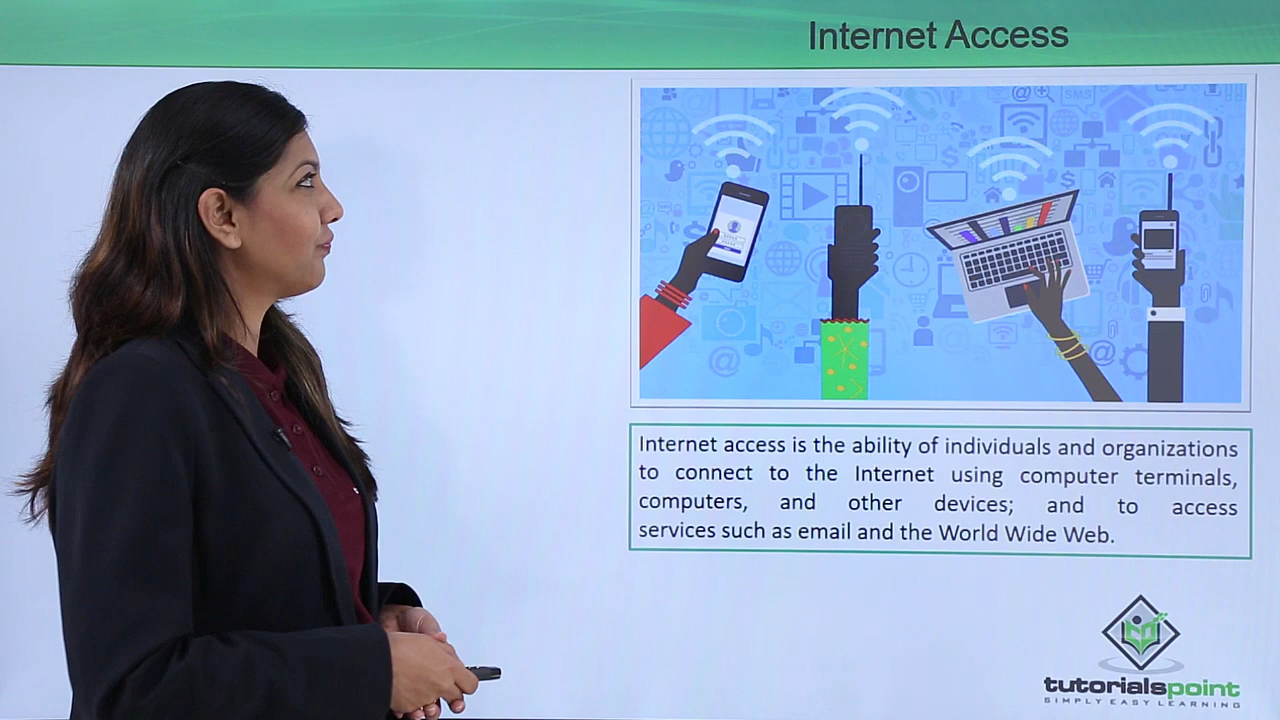 Internet Access
SMS
Internet access is the ability of individuals and organizations
to connect to the Internet using computer terminals,
computers, and other devices; and to access
services such as email and the World Wide Web.
tutorialspoint
SIMPLY EASY LEARNING